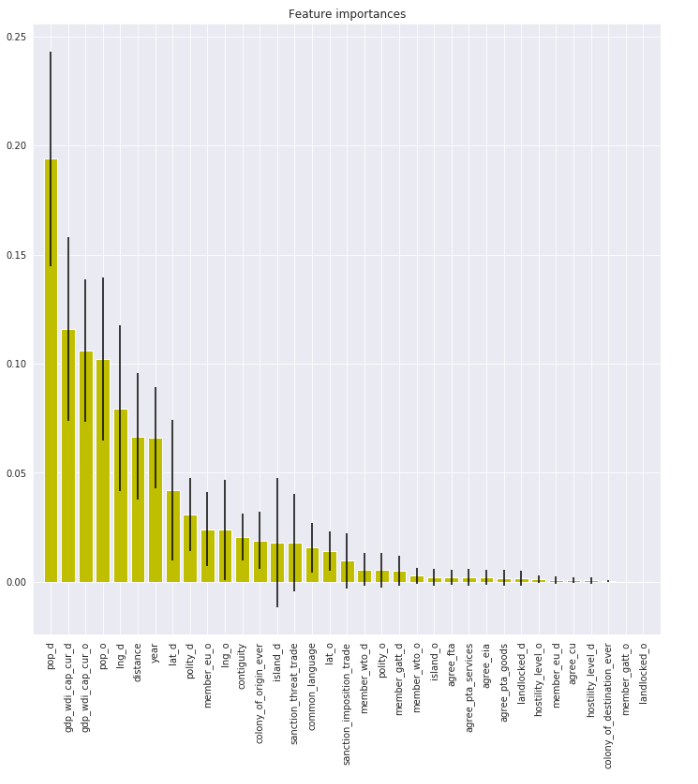 Feature importances
0.25
0.20
0.15
0.10
0.05
0.00
pop_d
gdp_wdi_cap_cur_d
gdp_wdi_cap_cur_o
pop_o
lng_d
distance
year
lat_d
polity_d
member_eu_o
lng_o
contiguity
colony_of_origin_ever
island_d
sanction_threat_trade
common_language
lat_o
sanction_imposition_trade
member_wto_d
polity_o
member_gatt_d
member_wto_o
island_o
agree_fta
agree_pta_services
agree_eia
agree_pta_goods
landlocked_d
hostility_level_o
member_eu_d
agree_cu
hostility_level_d
colony_of_destination_ever
member_gatt_o
landlocked_o